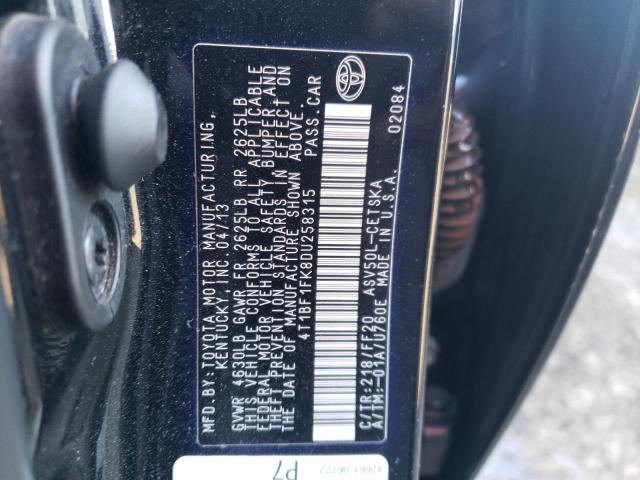 MFD.BY:TOYOTA MOTOR MANUFACTURING,
KENTUCKY,INC.04/13
GVWR 4630LB GAWR FR 2625LB RR 2625LB
THIS VEHICLE CONFORMS TO ALL APPLICABLE
FEDERAL MOTOR VEHICLE SAFETY, BUMPER,AND
THEFT PREVENTION STANDARDS IN EFFECT ON
THE DATE OF MANUFACTURE SHOWN ABOVE.
4T1BF1FK8DU258315 PASS.CAR
C/TR:218/FF20 ASV50L-CETSKA
A/TM:-01A/U760E MADE IN U.S.A.
02084
P7